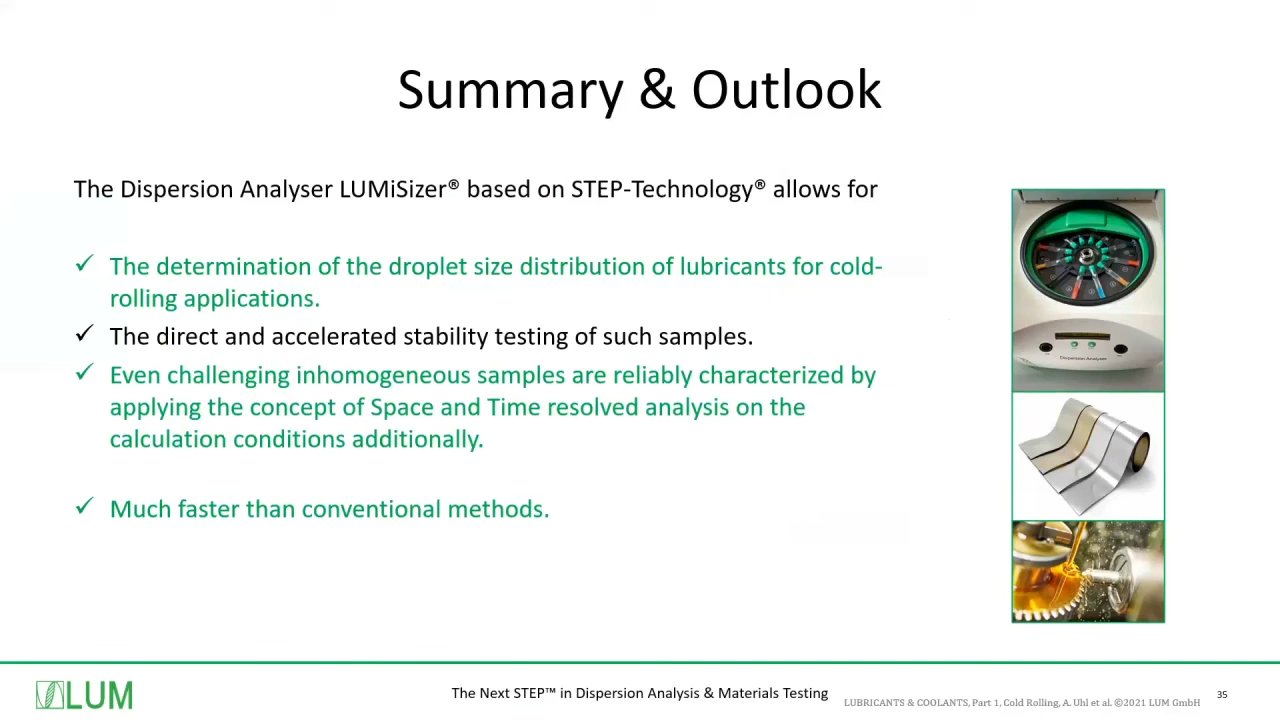 Summary & Outlook
The Dispersion Analyser LUMiSizer® based on STEP-Technology® allows for
✓ The determination of the droplet size distribution of lubricants for cold-
rolling applications.
✓ The direct and accelerated stability testing of such samples.
✓ Even challenging inhomogeneous samples are reliably characterized by
applying the concept of Space and Time resolved analysis on the
calculation conditions additionally.
✓ Much faster than conventional methods.
Dispersion Analyser
LUM
The Next STEP™ in Dispersion Analysis & Materials Testing
LUBRICANTS & COOLANTS, Part 1, Cold Rolling, A. Uhl et al. ©2021 LUM GmbH
35